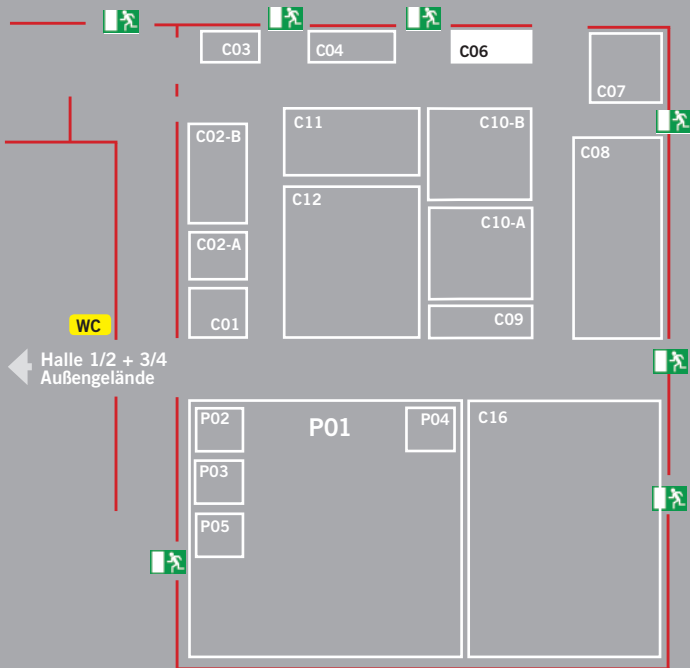 C03
C04
C06
C07
C02-B
C11
C10-B
C08
C12
C10-A
C02-A
C01
C09
WC
Halle 1/2 + 3/4
Außengelände
P02
P01
P04
C16
P03
P05